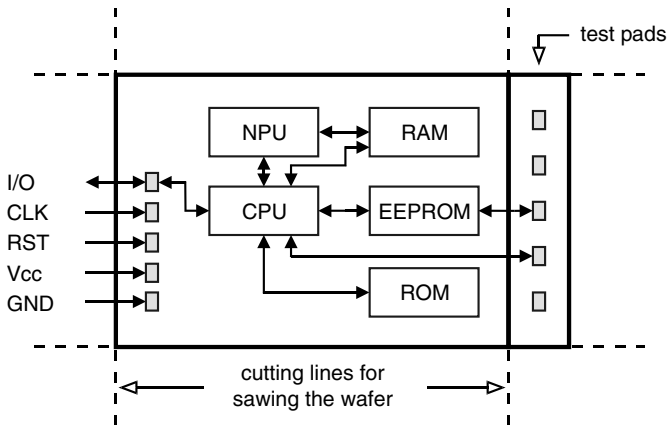 test pads
NPU
RAM
I/O
CLK
RST
Vcc
GND
CPU
EEPROM
ROM
cutting lines for
sawing the wafer